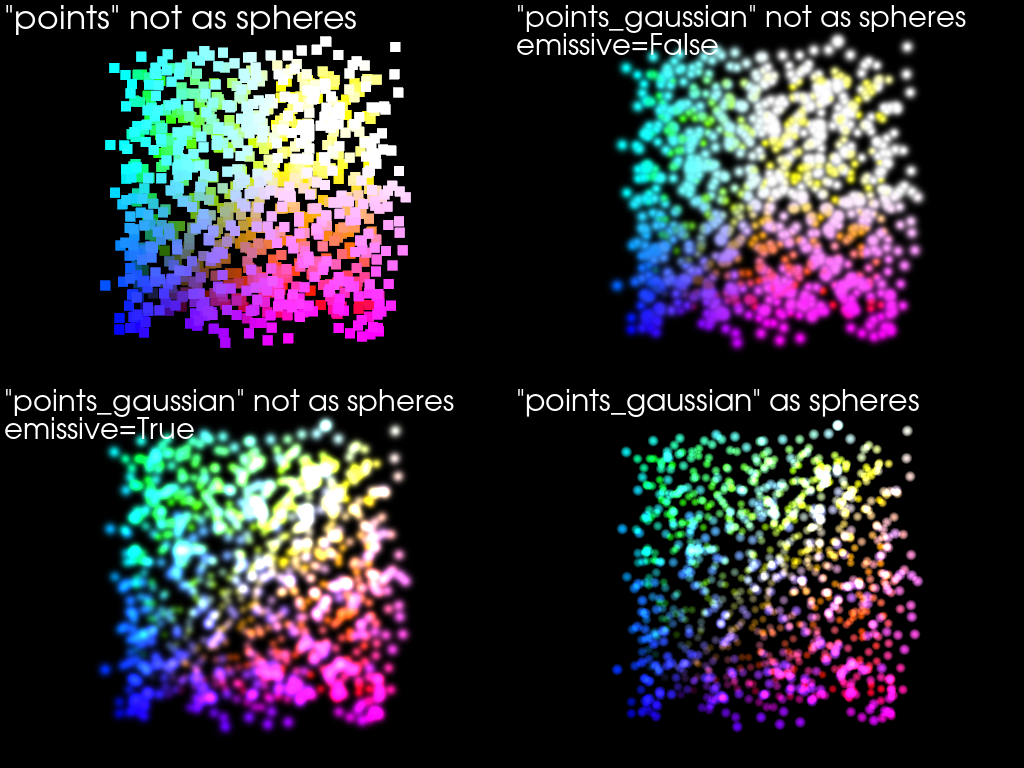 "points" not as spheres
"points_gaussian" not as spheres
emissive=False
"points_gaussian" not as spheres
emissive=True
"points_gaussian" as spheres